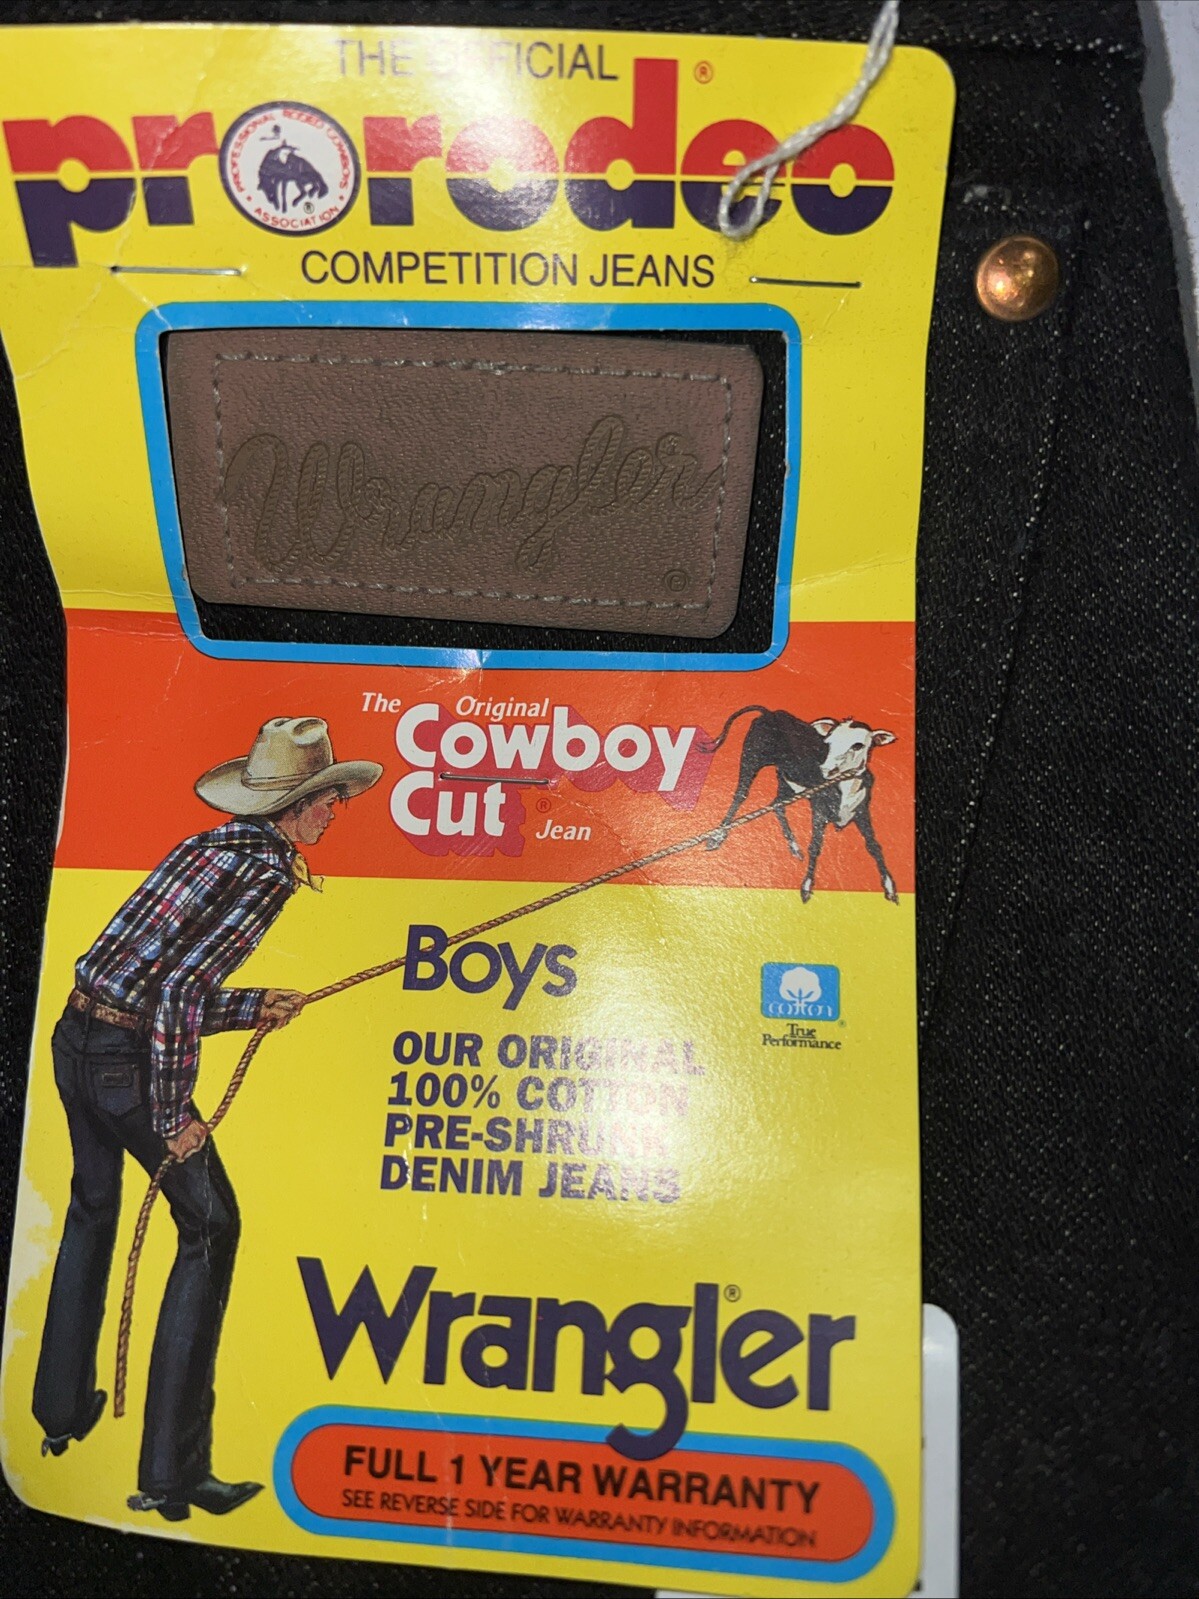 THE OFFICIAL
prorodeo®
PROFESSIONAL RODEO COWBOYS
ASSOCIATION ®
COMPETITION JEANS
Wrangler
®
The Original
Cowboy
Cut ® Jean
Boys
cotton
True
Performance
OUR ORIGINAL
100% COTTON
PRE-SHRUNK
DENIM JEANS
Wrangler®
FULL 1 YEAR WARRANTY
SEE REVERSE SIDE FOR WARRANTY INFORMATION